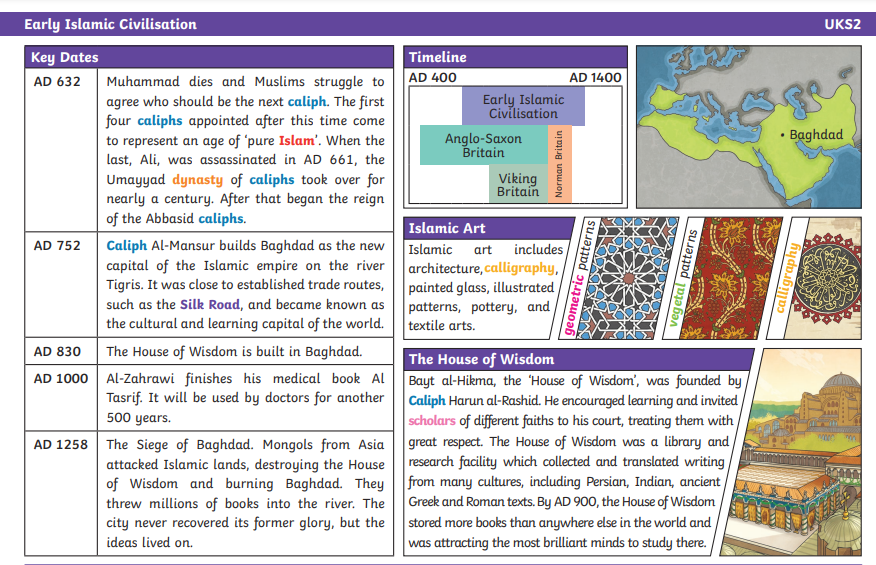 Early Islamic Civilisation
UKS2
Key Dates
AD 632
Muhammad dies and Muslims struggle to
agree who should be the next caliph. The first
four caliphs appointed after this time come
to represent an age of 'pure Islam'. When the
last, Ali, was assassinated in AD 661, the
Umayyad dynasty of caliphs took over for
nearly a century. After that began the reign
of the Abbasid caliphs.
AD 752
Caliph Al-Mansur builds Baghdad as the new
capital of the Islamic empire on the river
Tigris. It was close to established trade routes,
such as the Silk Road, and became known as
the cultural and learning capital of the world.
AD 830
The House of Wisdom is built in Baghdad.
AD 1000
Al-Zahrawi finishes his medical book Al
Tasrif. It will be used by doctors for another
500 years.
AD 1258
The Siege of Baghdad. Mongols from Asia
attacked Islamic lands, destroying the House
of Wisdom and burning Baghdad. They
threw millions of books into the river. The
city never recovered its former glory, but the
ideas lived on.
Timeline
AD 400
AD 1400
Early Islamic
Civilisation
Anglo-Saxon
Britain
Viking
Britain
Norman Britain
Baghdad
Islamic Art
Islamic art includes
architecture, calligraphy,
painted glass, illustrated
patterns, pottery, and
textile arts.
geometric patterns
vegetal patterns
calligraphy
The House of Wisdom
Bayt al-Hikma, the 'House of Wisdom', was founded by
Caliph Harun al-Rashid. He encouraged learning and invited
scholars of different faiths to his court, treating them with
great respect. The House of Wisdom was a library and
research facility which collected and translated writing
from many cultures, including Persian, Indian, ancient
Greek and Roman texts. By AD 900, the House of Wisdom
stored more books than anywhere else in the world and
was attracting the most brilliant minds to study there.